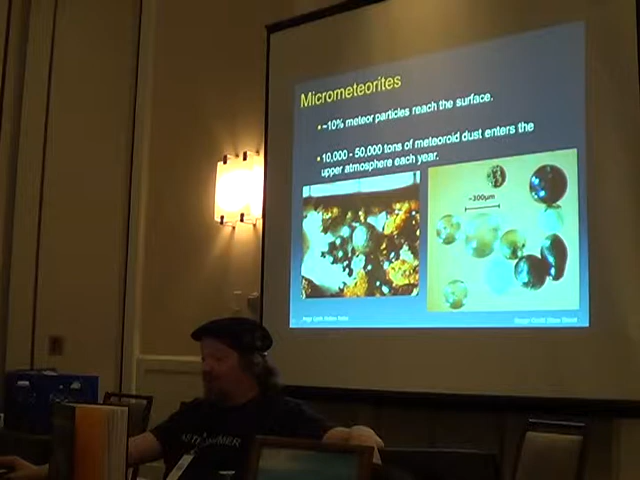 Micrometeorites
~10% meteor particles reach the surface.
10,000 - 50,000 tons of meteoroid dust enters the
upper atmosphere each year.
~300μm